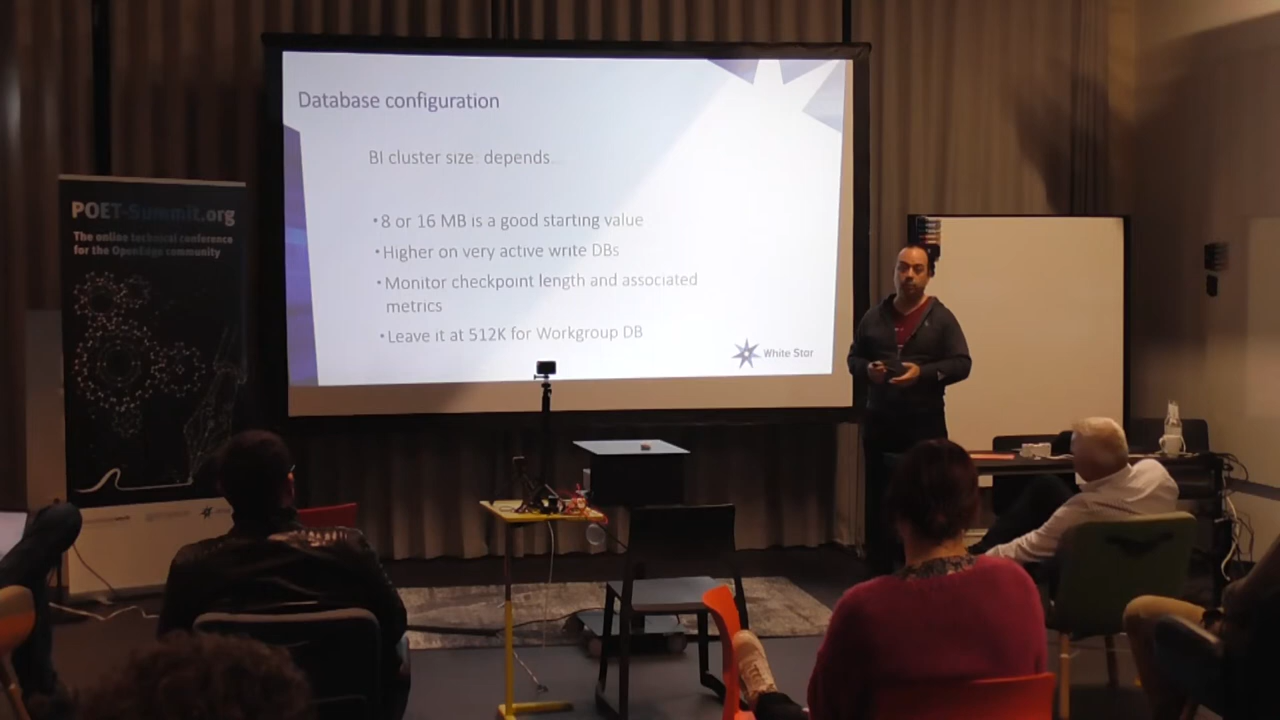 Database configuration
BI cluster size: depends...
•8 or 16 MB is a good starting value
•Higher on very active write DBs
•Monitor checkpoint length and associated
metrics
•Leave it at 512K for Workgroup DB
White Star
POET-Summit.org
The online technical conference
for the OpenEdge community